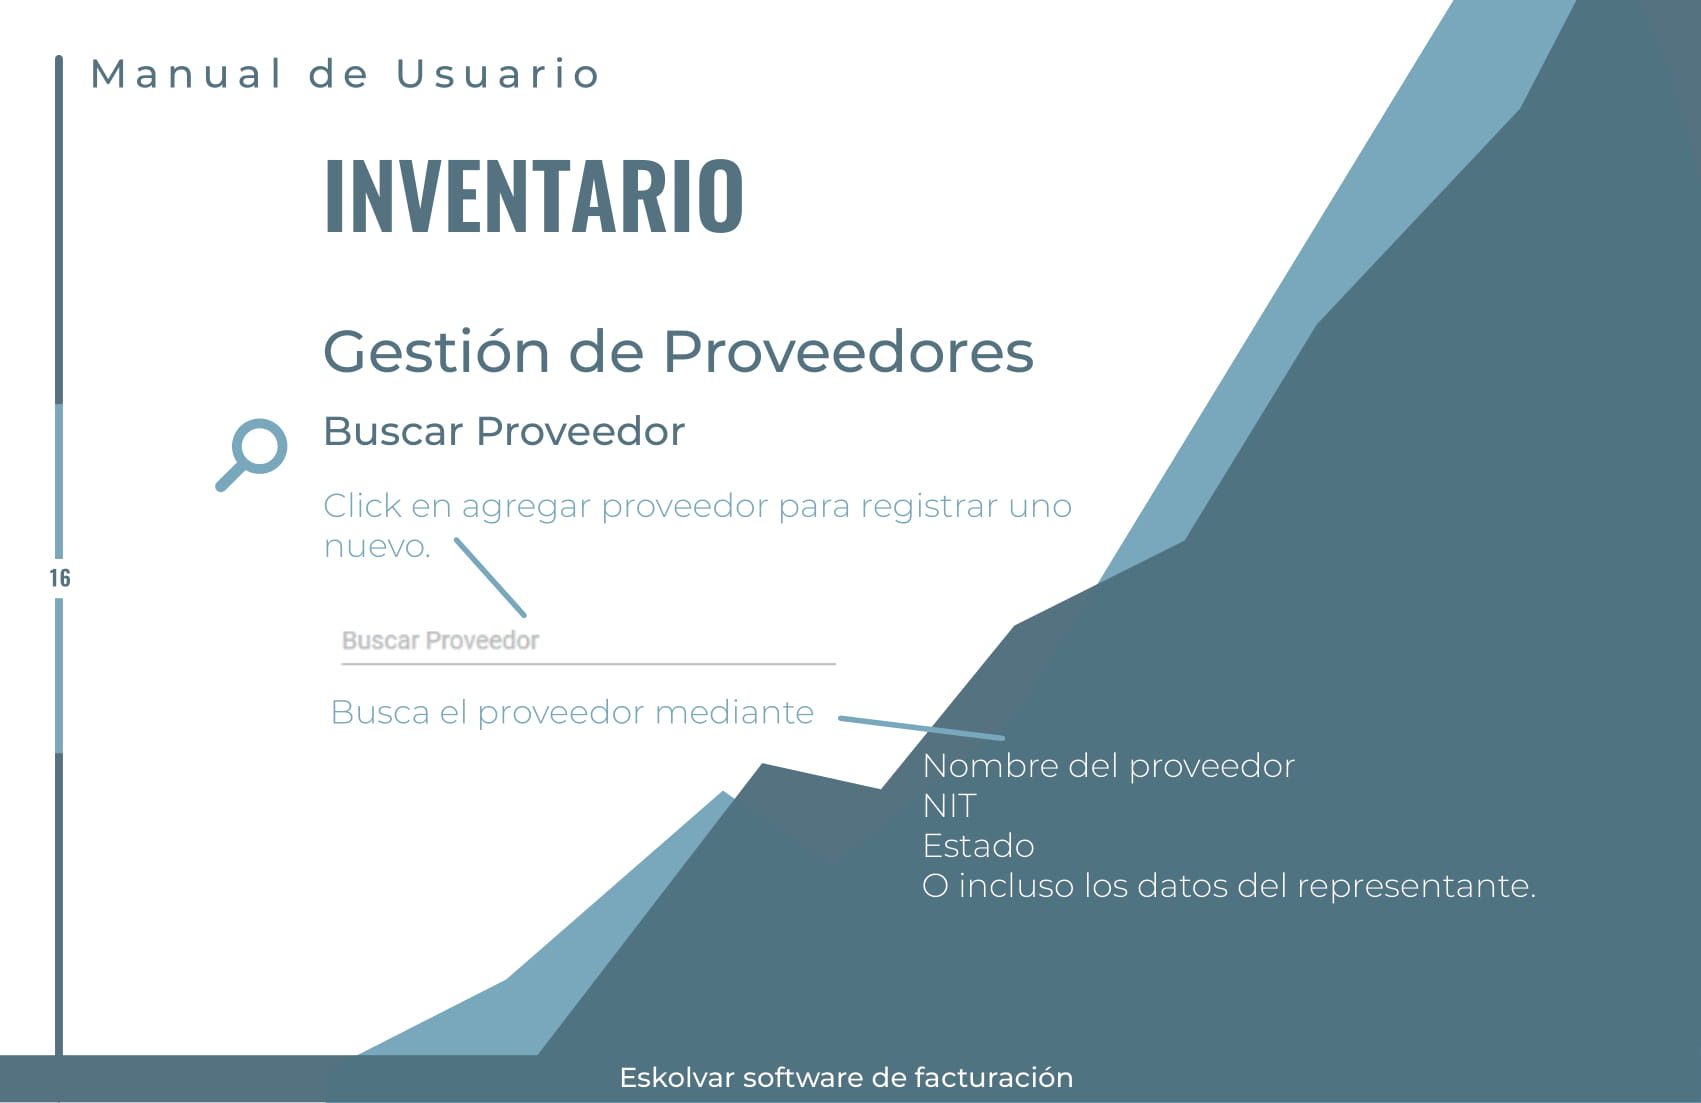 Manual de Usuario
INVENTARIO
Gestión de Proveedores
Buscar Proveedor
Click en agregar proveedor para registrar uno
nuevo.
16
Buscar Proveedor
Busca el proveedor mediante
Nombre del proveedor
NIT
Estado
O incluso los datos del representante.
Eskolvar software de facturación